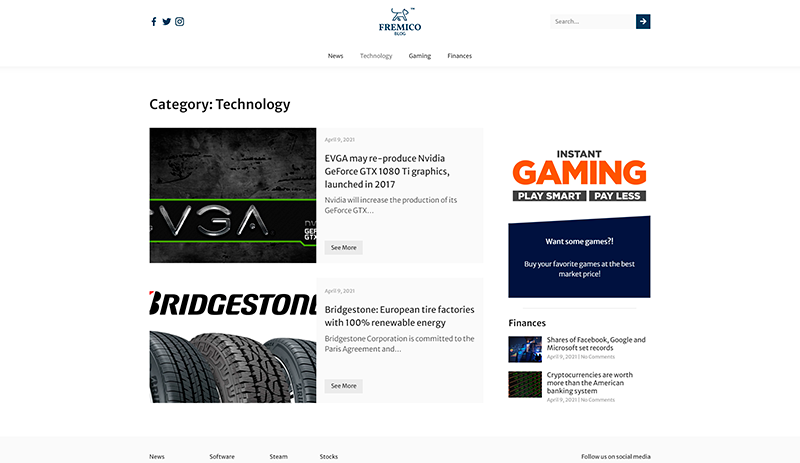 ™
FREMICO
BLOG
Search...
News
Technology
Gaming
Finances
Category: Technology
EVGA
GEF
GTX
April 9, 2021
EVGA may re-produce Nvidia
GeForce GTX 1080 Ti graphics,
launched in 2017
Nvidia will increase the production of its
GeForce GTX...
See More
BRIDGESTONE
April 9, 2021
Bridgestone: European tire factories
with 100% renewable energy
Bridgestone Corporation is committed to the
Paris Agreement and...
See More
INSTANT
GAMING
PLAY SMART PAY LESS
Want some games?!
Buy your favorite games at the best
market price!
Finances
Shares of Facebook, Google and
Microsoft set records
April 9, 2021 | No Comments
Cryptocurrencies are worth
more than the American
banking system
April 9, 2021 | No Comments
News
Software
Steam
Stocks
Follow us on social media